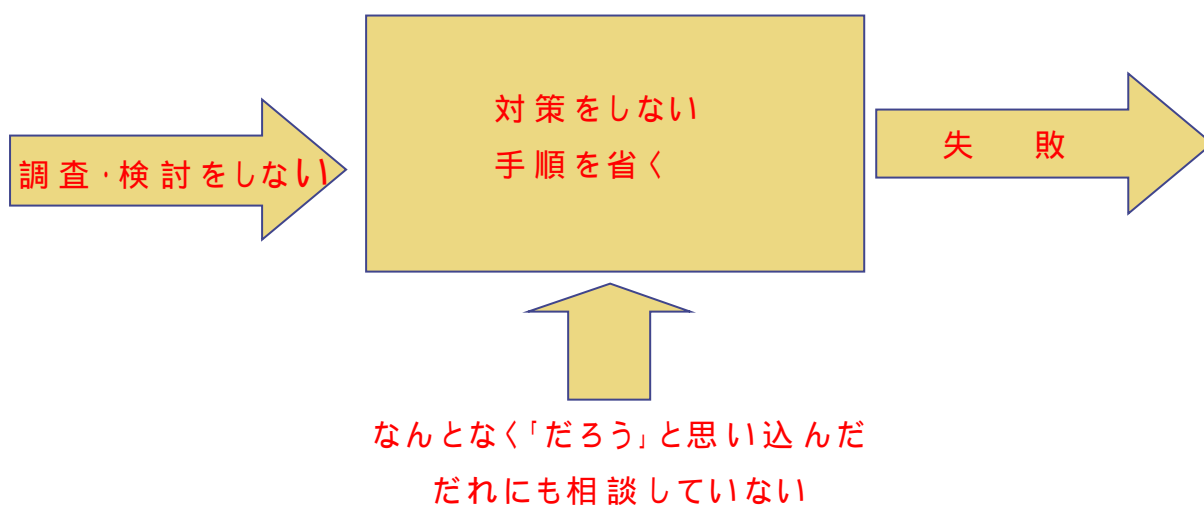 調査・検討をしない
対策をしない
手順を省く
失　敗
なんとなく「だろう」と思い込んだ
だれにも相談していない